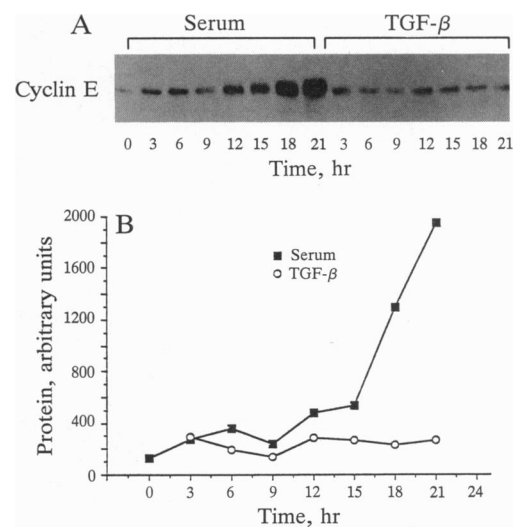 A
Serum TGF-β
Cyclin E
0 3 6 9 12 15 18 21 3 6 9 12 15 18 21
Time, hr
B
Protein, arbitrary units
2000
1600
1200
800
400
0
Serum
TGF-β
0 3 6 9 12 15 18 21 24
Time, hr